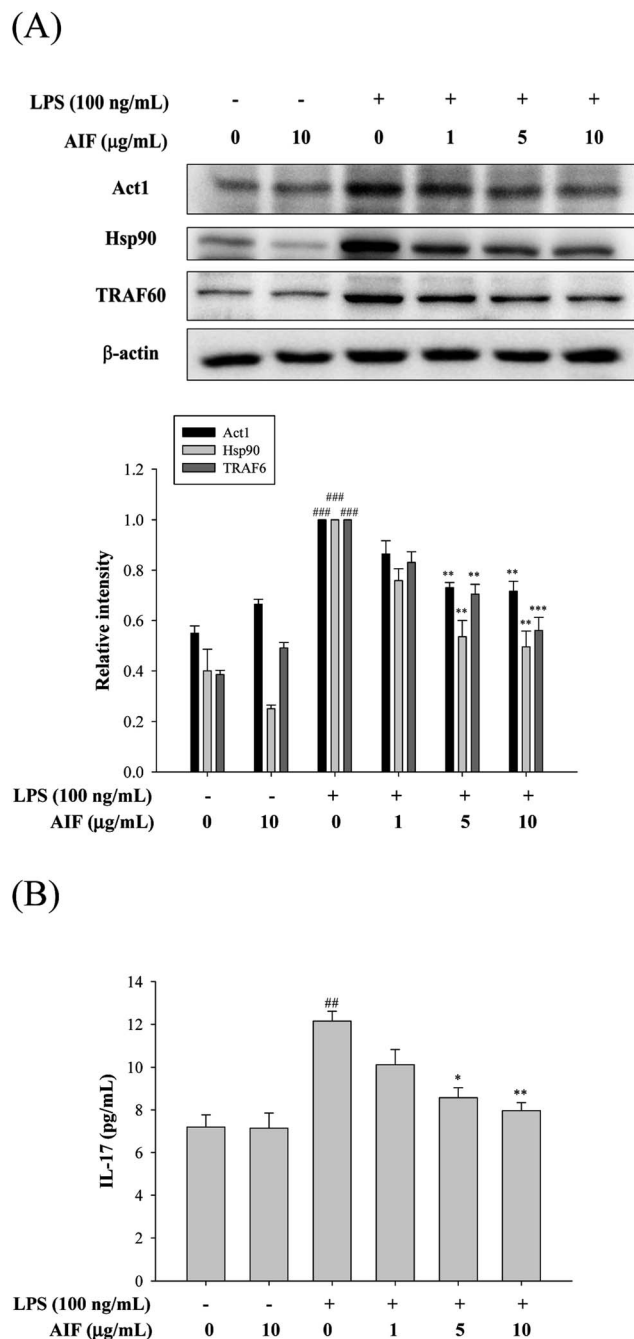 (A)
LPS (100 ng/mL) - - + + + +
AIF (μg/mL) 0 10 0 1 5 10
Act1
Hsp90
TRAF60
β-actin
Act1
Hsp90
TRAF6
Relative intensity
1.2
1.0
0.8
0.6
0.4
0.2
0.0
###
### ###
** ** **
** ** ***
LPS (100 ng/mL) - - + + + +
AIF (μg/mL) 0 10 0 1 5 10
(B)
IL-17 (pg/mL)
14
12
10
8
6
4
2
0
##
* **
LPS (100 ng/mL) - - + + + +
AIF (μg/mL) 0 10 0 1 5 10